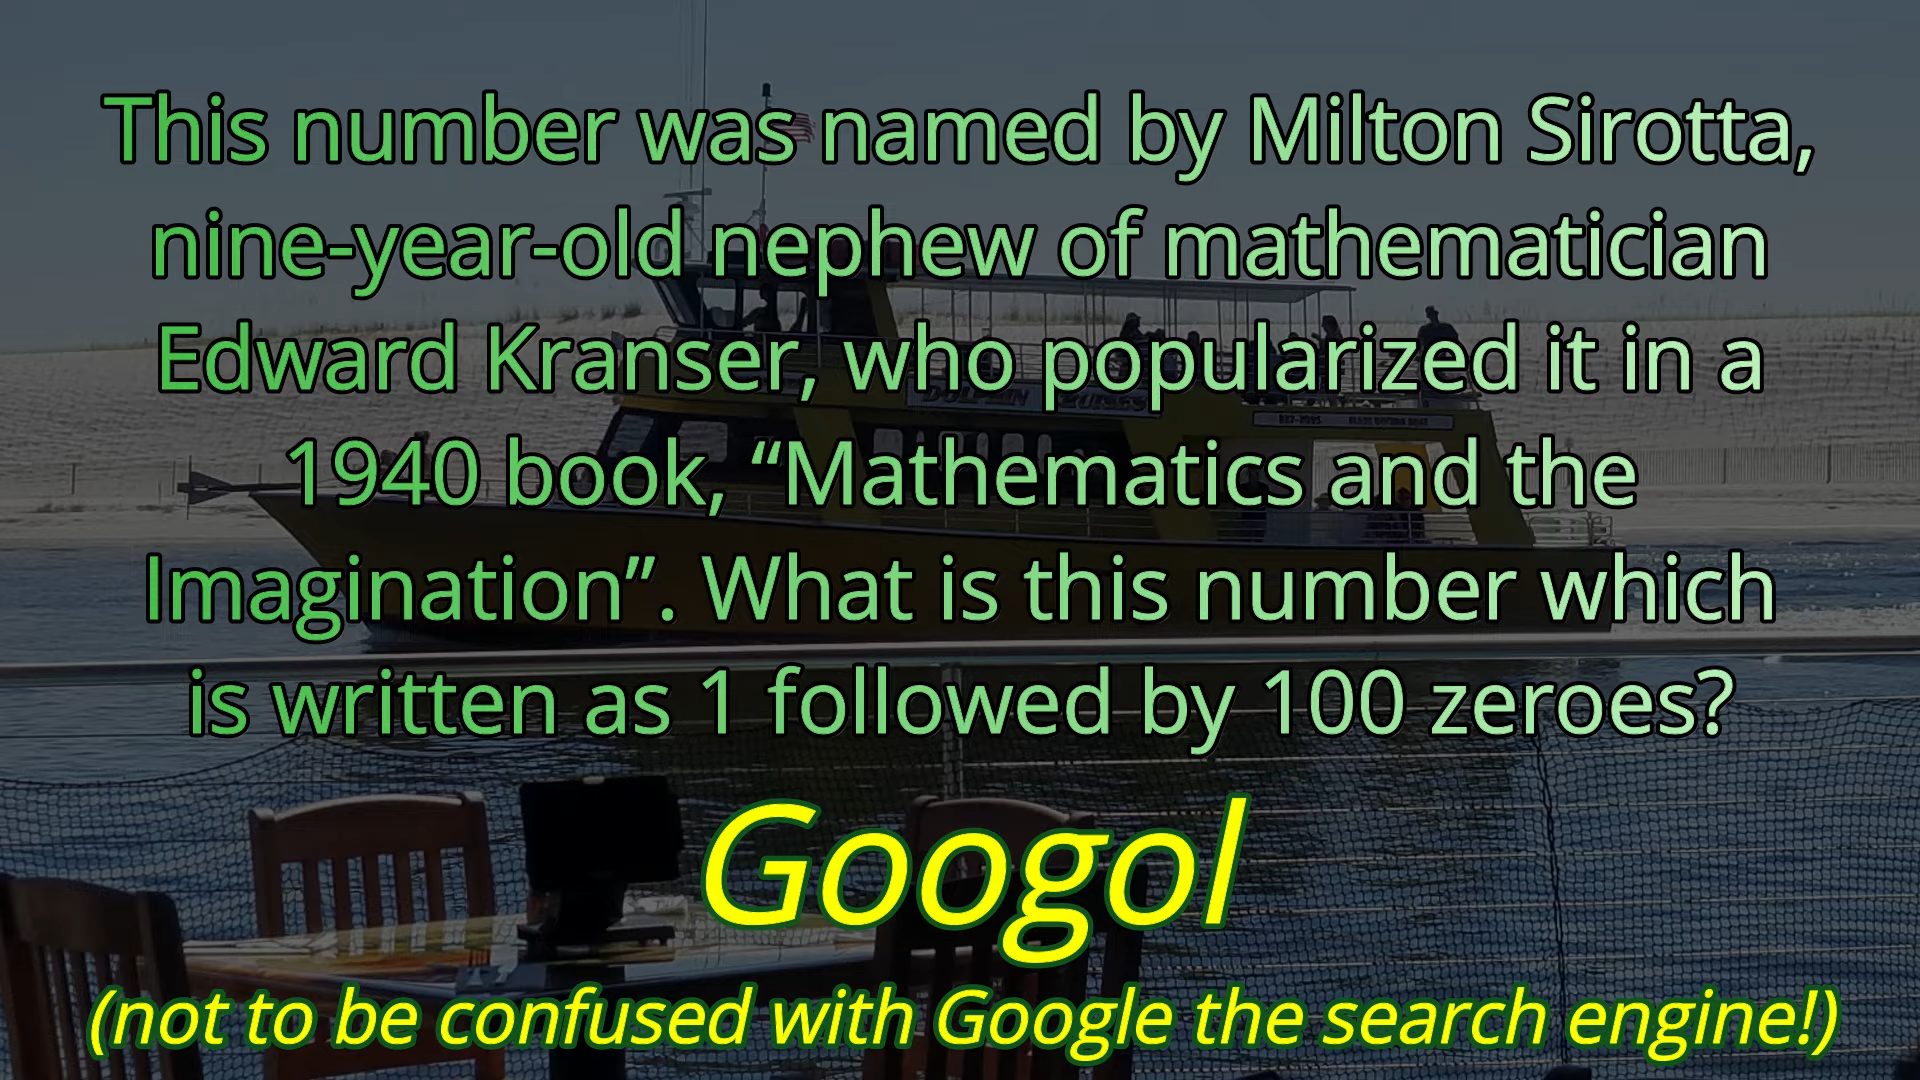 This number was named by Milton Sirotta,
nine-year-old nephew of mathematician
Edward Kranser, who popularized it in a
1940 book, “Mathematics and the
Imagination”. What is this number which
is written as 1 followed by 100 zeroes?
Googol
(not to be confused with Google the search engine!)
DOLPHIN CRUISES